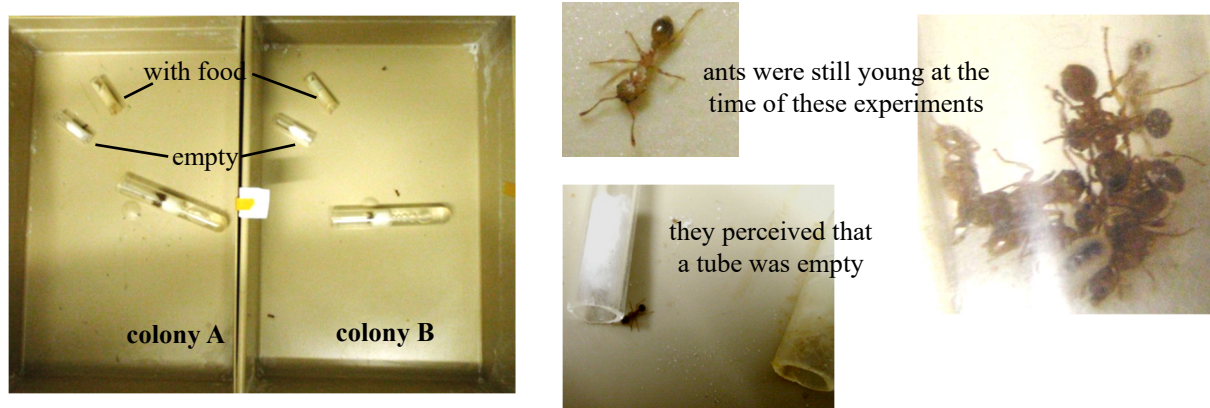 with food
empty
colony A
colony B
ants were still young at the
time of these experiments
they perceived that
a tube was empty